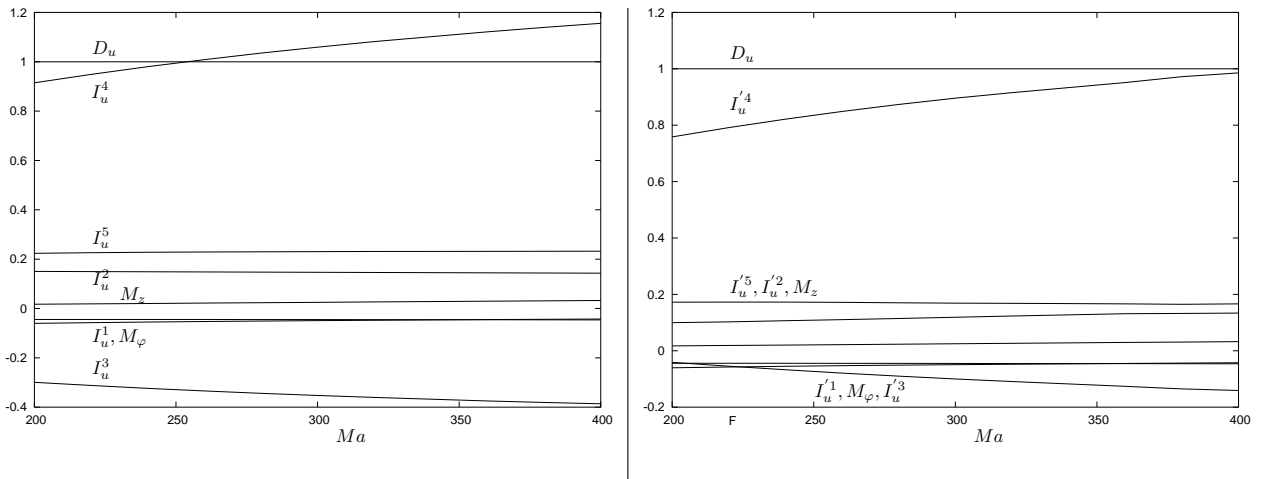 1.2
D_u
1
I_u^4
0.8
0.6
0.4
I_u^5
0.2
I_u^2
M_z
0
I_u^1, M_φ
-0.2
I_u^3
-0.4
200 250 300 350 400
Ma
1.2
D_u
1
I_u^{'4}
0.8
0.6
0.4
I_u^{'5}, I_u^{'2}, M_z
0.2
0
I_u^{'1}, M_φ, I_u^{'3}
-0.2
200 F 250 300 350 400
Ma